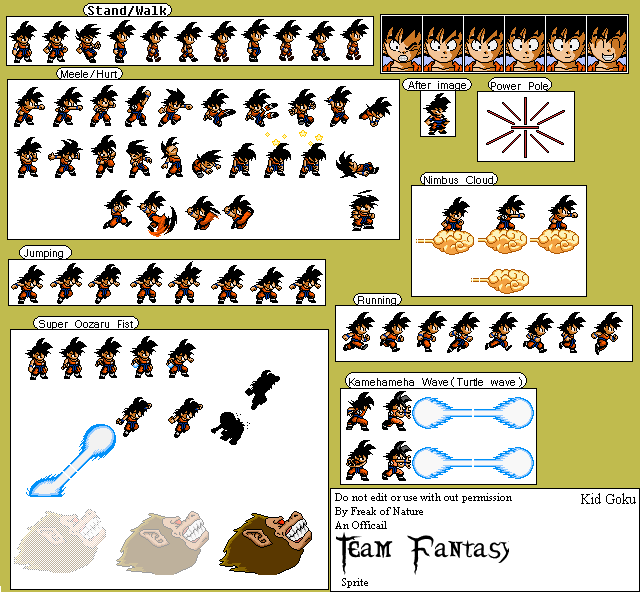 Stand/Walk
Meele/Hurt
After image
Power Pole
Nimbus Cloud
Jumping
Running
Super Oozaru Fist
Kamehameha Wave(Turtle wave)
Do not edit or use with out permission
Kid Goku
By Freak of Nature
An Officail
Team Fantasy
Sprite